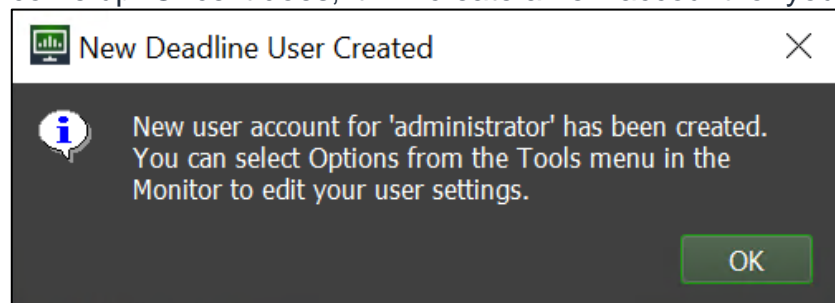 New Deadline User Created
New user account for 'administrator' has been created.
You can select Options from the Tools menu in the
Monitor to edit your user settings.
OK